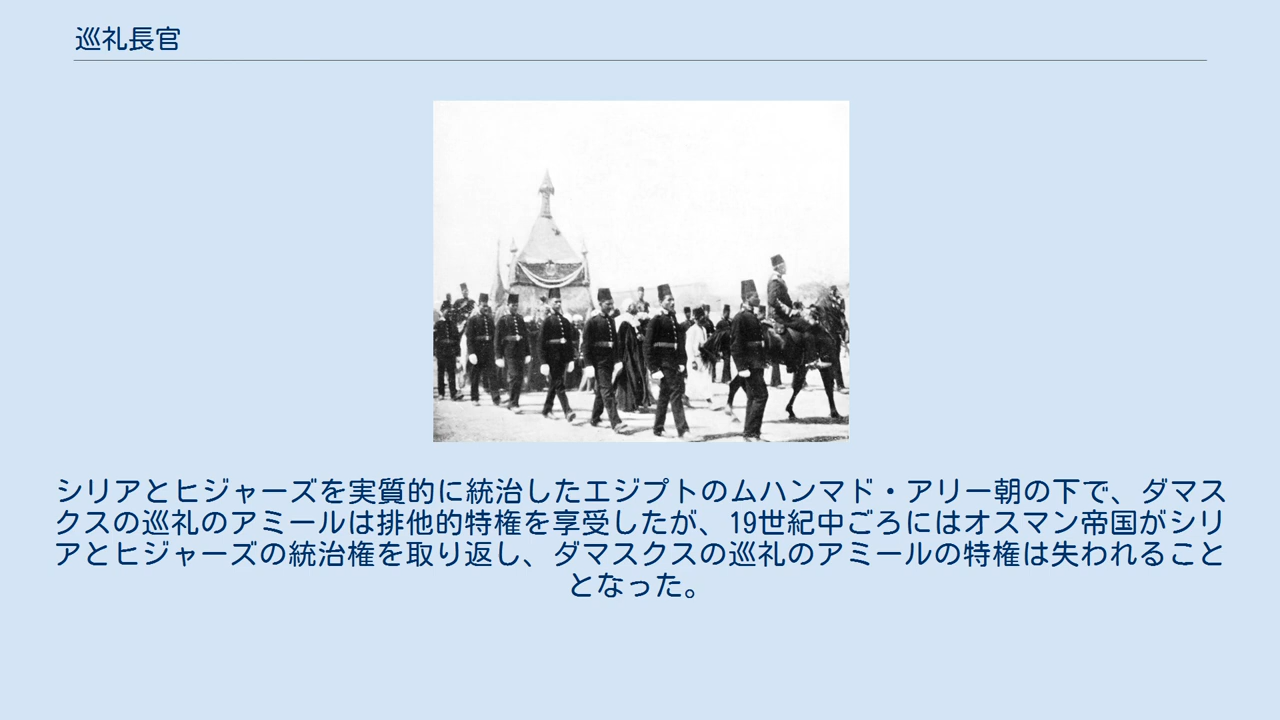 巡礼長官
シリアとヒジャーズを実質的に統治したエジプトのムハンマド・アリー朝の下で、ダマス
クスの巡礼のアミールは排他的特権を享受したが、19世紀中ごろにはオスマン帝国がシリ
アとヒジャーズの統治権を取り返し、ダマスクスの巡礼のアミールの特権は失われること
となった。